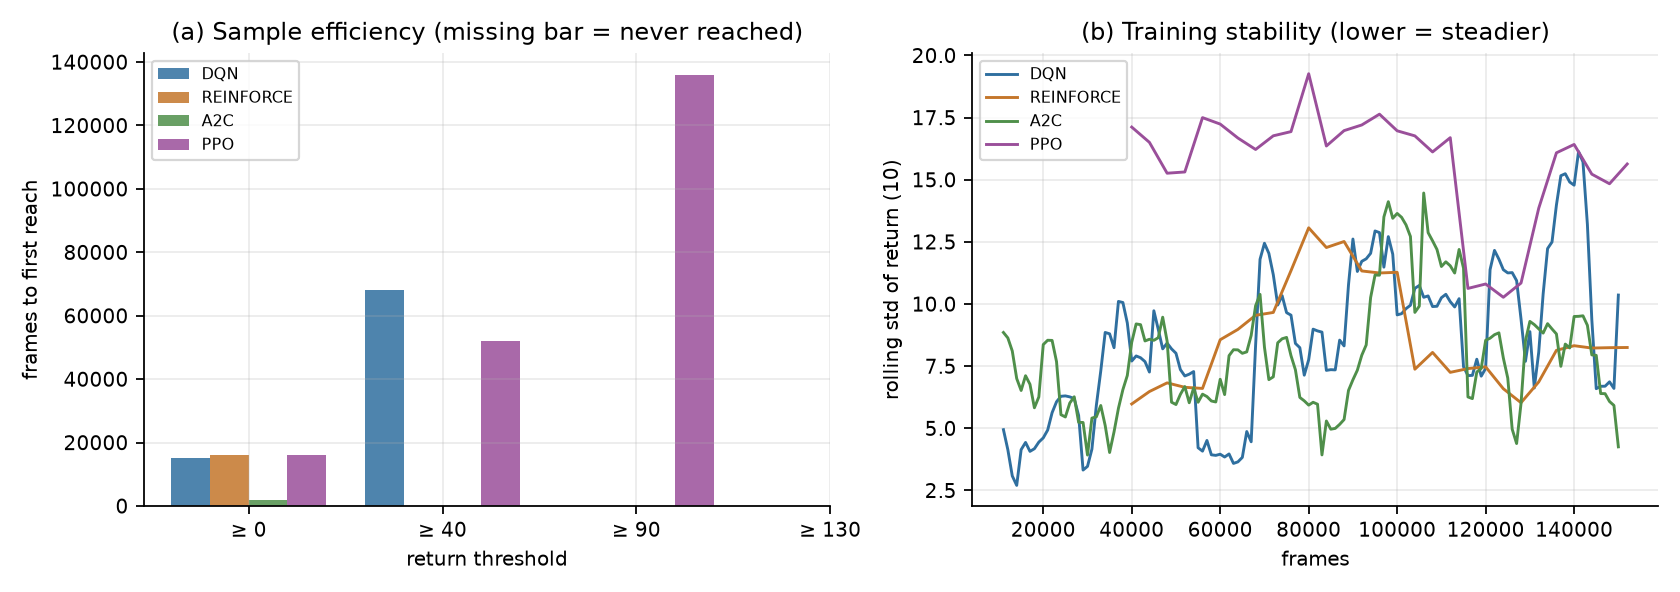 (a) Sample efficiency (missing bar = never reached)
140000
120000
100000
80000
60000
40000
20000
0
frames to first reach
DQN
REINFORCE
A2C
PPO
≥ 0
≥ 40
≥ 90
≥ 130
return threshold
(b) Training stability (lower = steadier)
20.0
17.5
15.0
12.5
10.0
7.5
5.0
2.5
rolling std of return (10)
DQN
REINFORCE
A2C
PPO
20000
40000
60000
80000
100000
120000
140000
frames